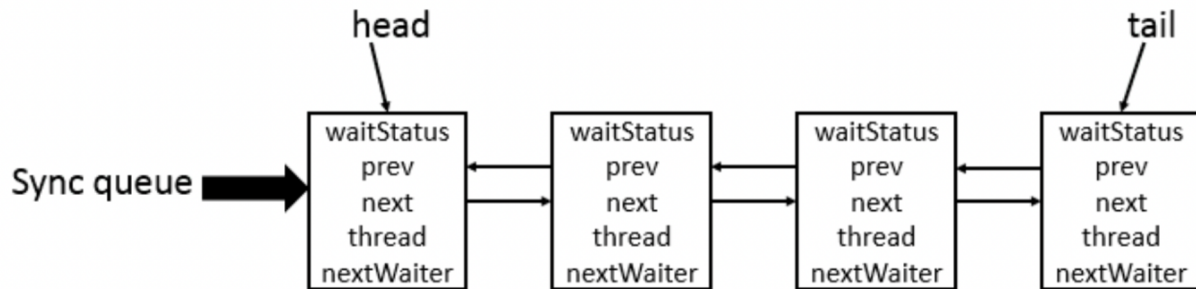 head
tail
Sync queue
waitStatus
prev
next
thread
nextWaiter
waitStatus
prev
next
thread
nextWaiter
waitStatus
prev
next
thread
nextWaiter
waitStatus
prev
next
thread
nextWaiter